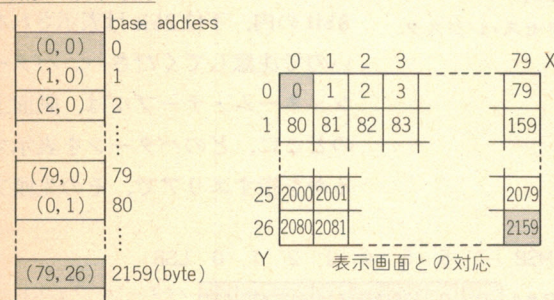 base address
(0,0) 0
(1,0) 1
(2,0) 2
(79,0) 79
(0,1) 80
(79,26) 2159(byte)
0 1 2 3 79 X
0 0 1 2 3 79
1 80 81 82 83 159
25 2000 2001 2079
26 2080 2081 2159
Y
表示画面との対応